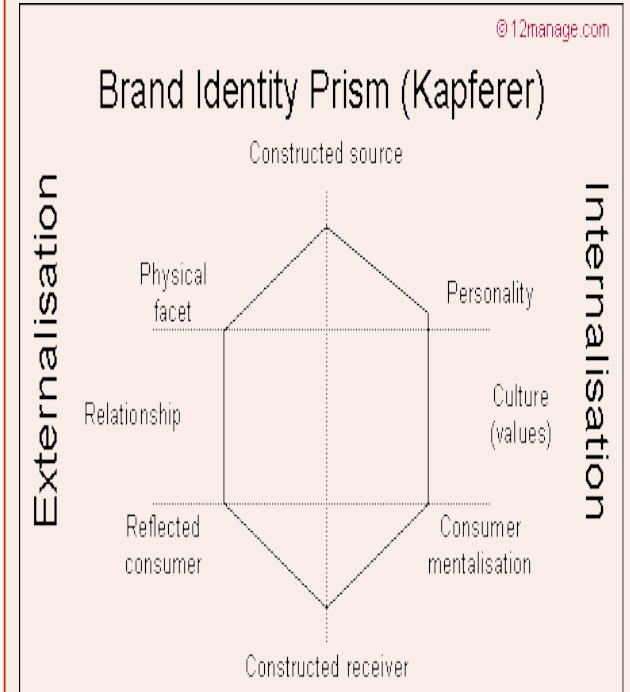 © 12manage.com
Brand Identity Prism (Kapferer)
Constructed source
Externalisation
Internalisation
Physical
facet
Personality
Relationship
Culture
(values)
Reflected
consumer
Consumer
mentalisation
Constructed receiver